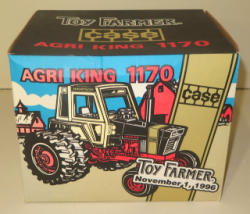 TOY FARMER
CASE
AGRI KING 1170
CASE
TOY FARMER
November 1, 1996